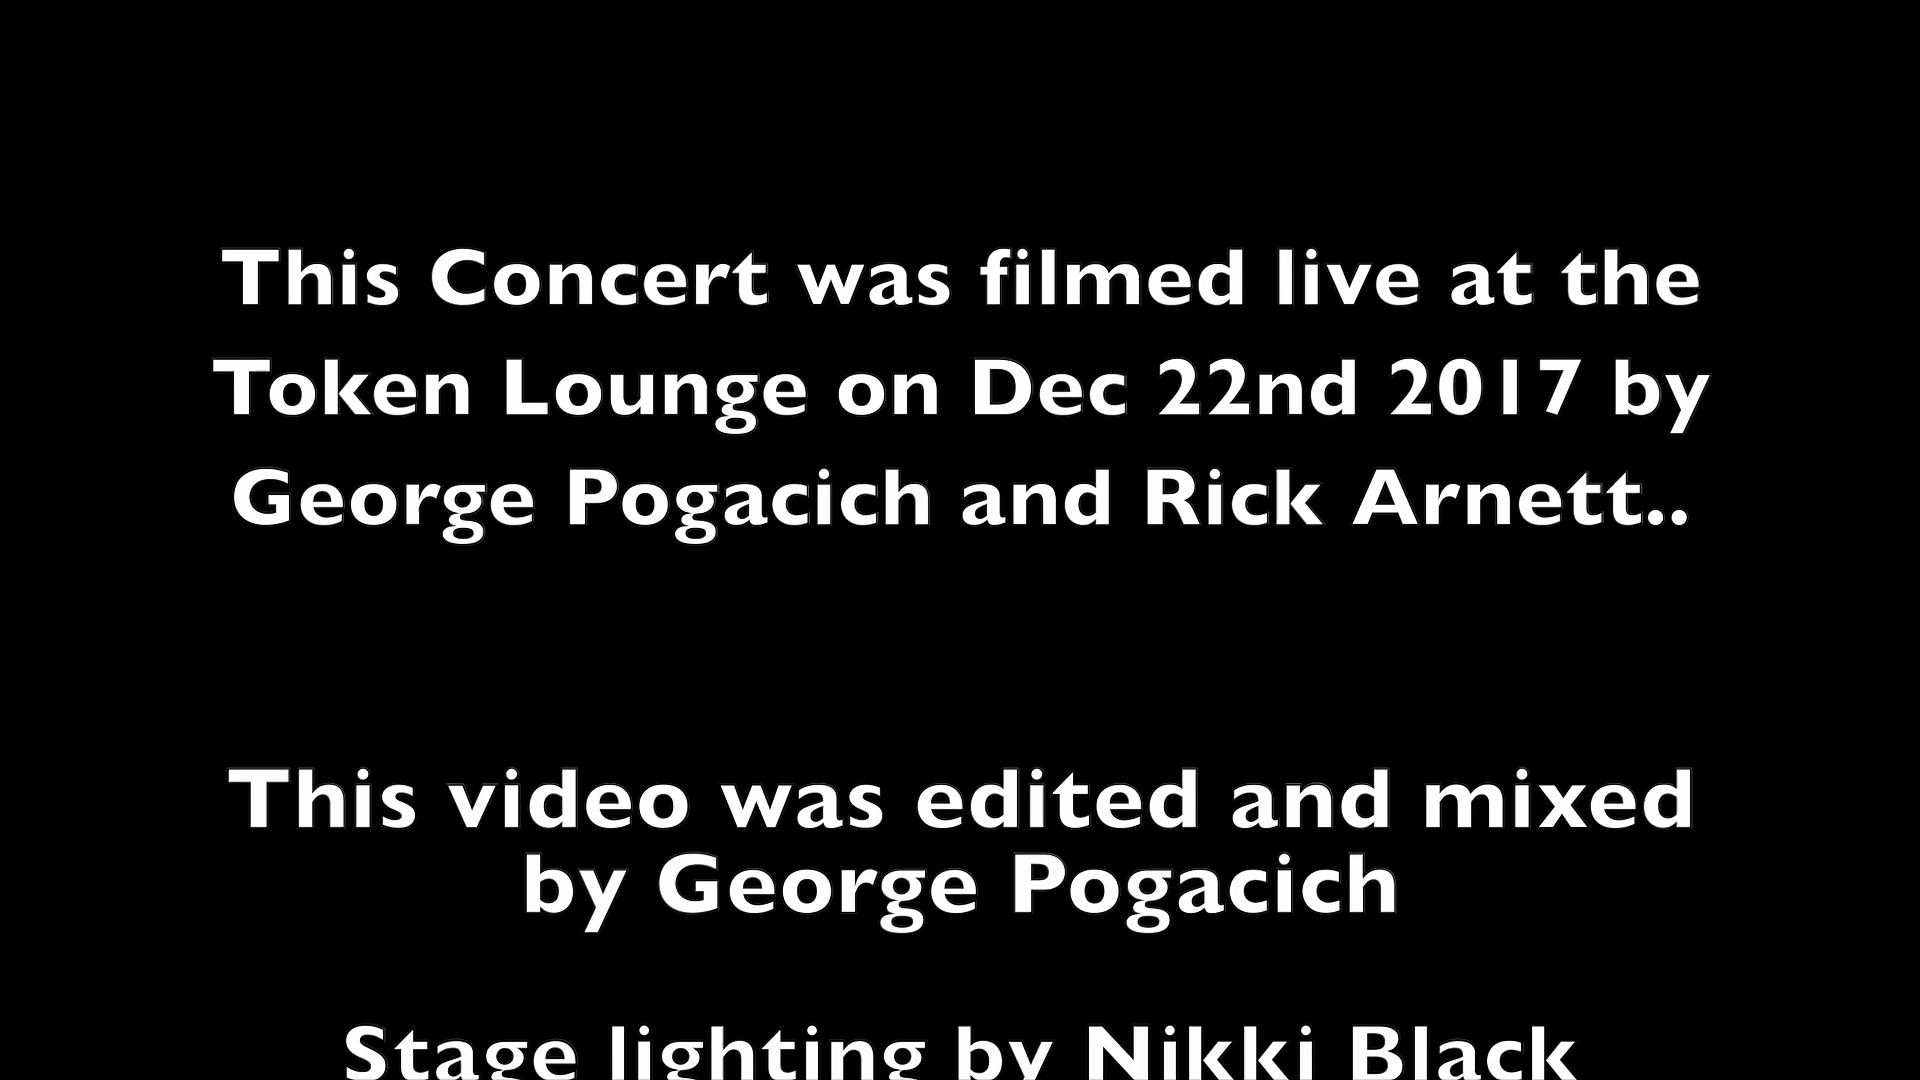 This Concert was filmed live at the
Token Lounge on Dec 22nd 2017 by
George Pogacich and Rick Arnett..
This video was edited and mixed
by George Pogacich
Stage lighting by Nikki Black